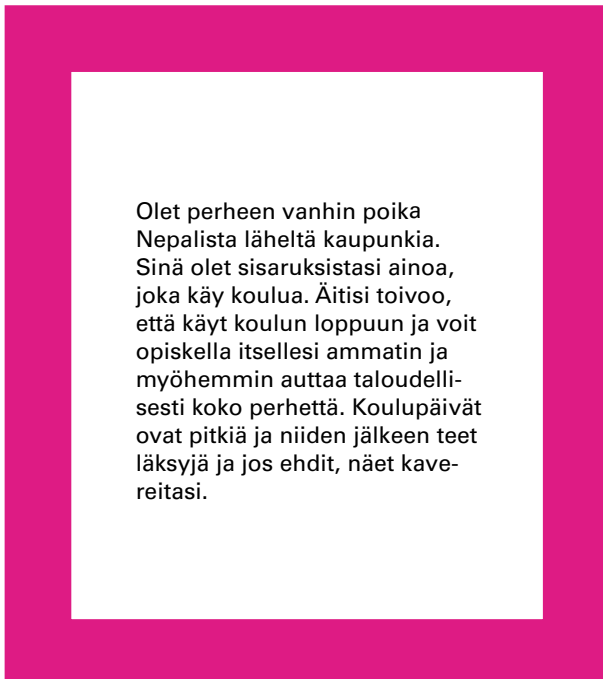 Olet perheen vanhin poika
Nepalista läheltä kaupunkia.
Sinä olet sisaruksistasi ainoa,
joka käy koulua. Äitisi toivoo,
että käyt koulun loppuun ja voit
opiskella itsellesi ammatin ja
myöhemmin auttaa taloudelli-
sesti koko perhettä. Koulupäivät
ovat pitkiä ja niiden jälkeen teet
läksyjä ja jos ehdit, näet kave-
reitasi.